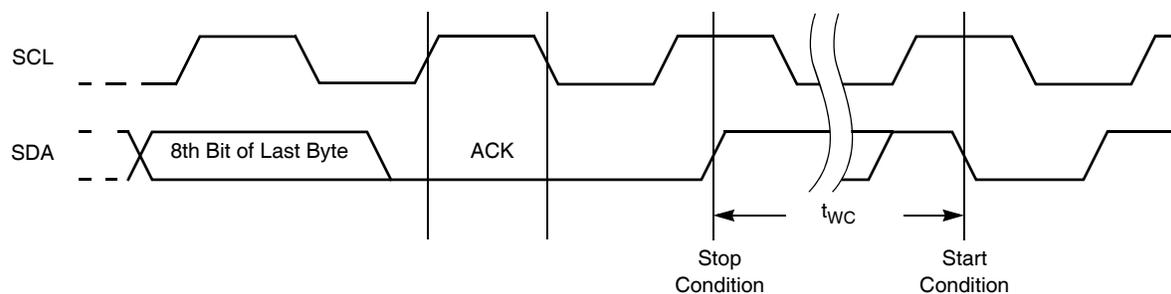 SCL
SDA
8th Bit of Last Byte
ACK
tWC
Stop
Condition
Start
Condition